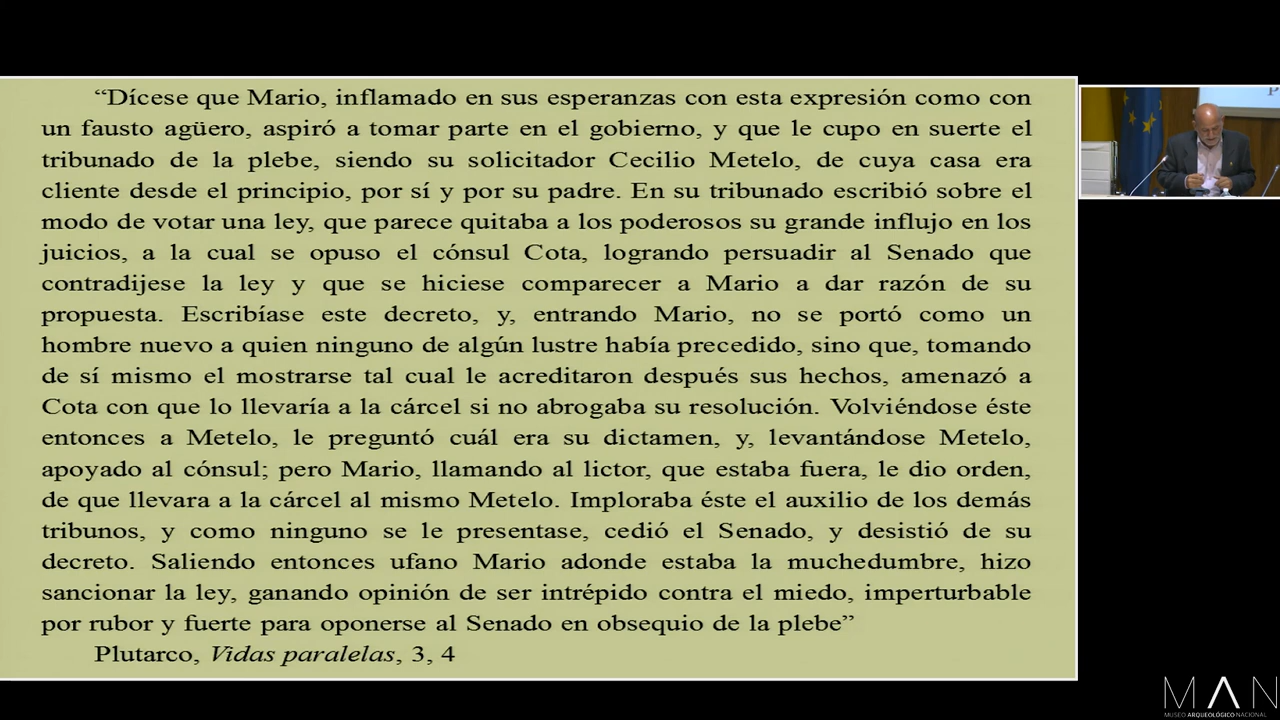 “Dícese que Mario, inflamado en sus esperanzas con esta expresión como con
un fausto agüero, aspiró a tomar parte en el gobierno, y que le cupo en suerte el
tribunado de la plebe, siendo su solicitador Cecilio Metelo, de cuya casa era
cliente desde el principio, por sí y por su padre. En su tribunado escribió sobre el
modo de votar una ley, que parece quitaba a los poderosos su grande influjo en los
juicios, a la cual se opuso el cónsul Cota, logrando persuadir al Senado que
contradijese la ley y que se hiciese comparecer a Mario a dar razón de su
propuesta. Escribíase este decreto, y, entrando Mario, no se portó como un
hombre nuevo a quien ninguno de algún lustre había precedido, sino que, tomando
de sí mismo el mostrarse tal cual le acreditaron después sus hechos, amenazó a
Cota con que lo llevaría a la cárcel si no abrogaba su resolución. Volviéndose éste
entonces a Metelo, le preguntó cuál era su dictamen, y, levantándose Metelo,
apoyado al cónsul; pero Mario, llamando al lictor, que estaba fuera, le dio orden,
de que llevara a la cárcel al mismo Metelo. Imploraba éste el auxilio de los demás
tribunos, y como ninguno se le presentase, cedió el Senado, y desistió de su
decreto. Saliendo entonces ufano Mario adonde estaba la muchedumbre, hizo
sancionar la ley, ganando opinión de ser intrépido contra el miedo, imperturbable
por rubor y fuerte para oponerse al Senado en obsequio de la plebe”
Plutarco, Vidas paralelas, 3, 4
MAN
MUSEO ARQUEOLÓGICO NACIONAL